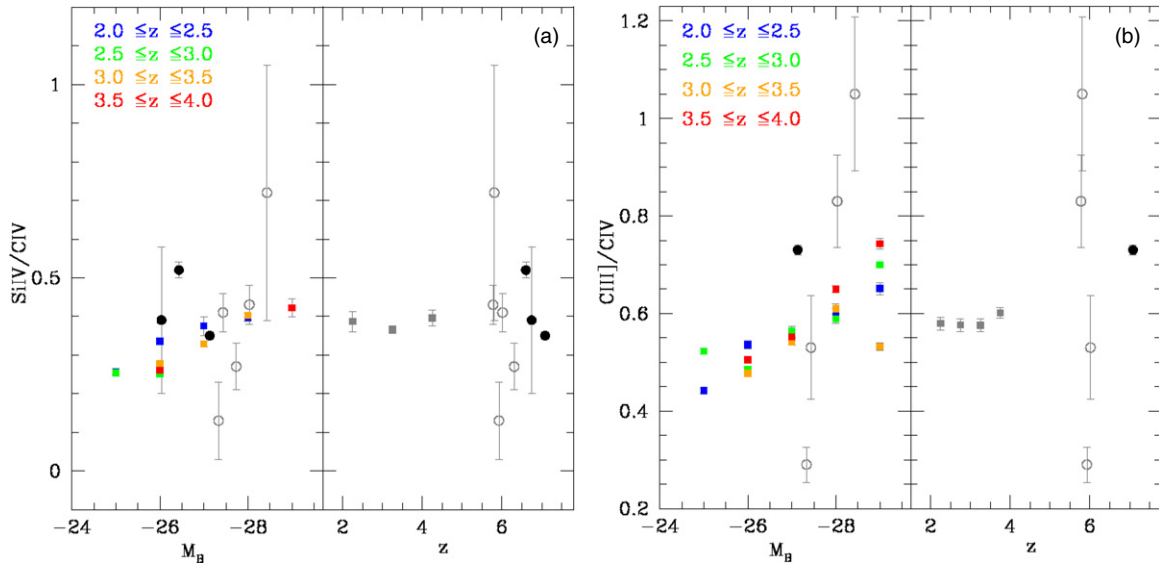 (a)
2.0 ≦z ≦2.5
2.5 ≦z ≦3.0
3.0 ≦z ≦3.5
3.5 ≦z ≦4.0
SiIV/CIV
1
0.5
0
-24 -26 -28 2 4 6
M_B z
(b)
2.0 ≦z ≦2.5
2.5 ≦z ≦3.0
3.0 ≦z ≦3.5
3.5 ≦z ≦4.0
CIII]/CIV
1.2
1
0.8
0.6
0.4
0.2
-24 -26 -28 2 4 6
M_B z